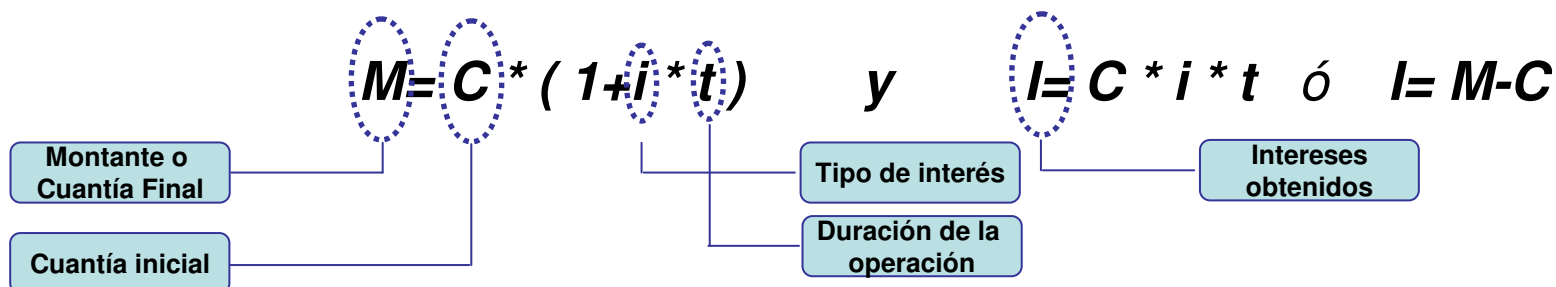 M= C * ( 1+i * t ) y I= C * i * t ó I= M-C
Montante o
Cuantía Final
Tipo de interés
Intereses
obtenidos
Cuantía inicial
Duración de la
operación